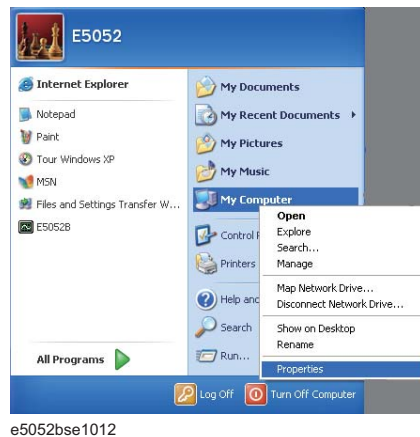 E5052
Internet Explorer
Notepad
Paint
Tour Windows XP
MSN
Files and Settings Transfer W...
E5052B
All Programs
My Documents
My Recent Documents
My Pictures
My Music
My Computer
Control
Printers
Help and
Search
Run...
Open
Explore
Search...
Manage
Map Network Drive...
Disconnect Network Drive...
Show on Desktop
Rename
Properties
Log Off
Turn Off Computer
e5052bse1012